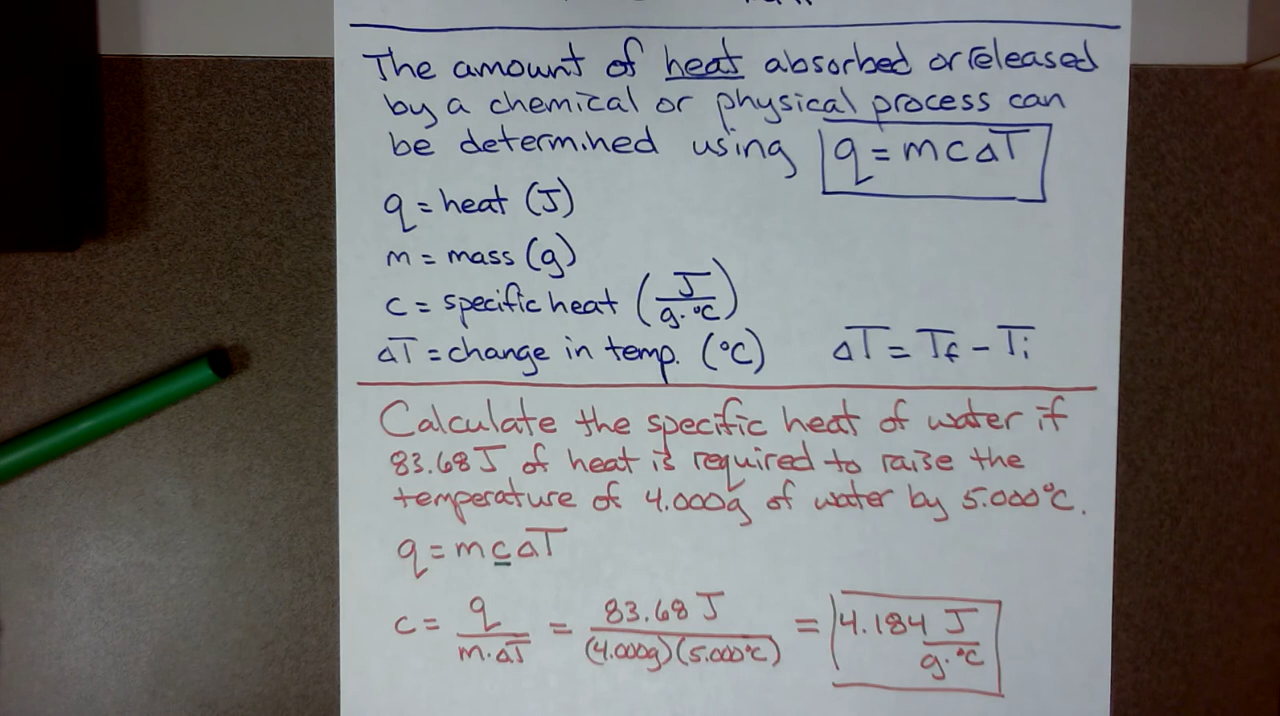 The amount of heat absorbed or released
by a chemical or physical process can
be determined using q = mcΔT
q = heat (J)
m = mass (g)
c = specific heat (J/g·°C)
ΔT = change in temp. (°C) ΔT = Tf - Ti
Calculate the specific heat of water if
83.68 J of heat is required to raise the
temperature of 4.000g of water by 5.000°C.
q = mcΔT
c = q/m·ΔT = 83.68 J/(4.000g)(5.000°C) = 4.184 J/g·°C